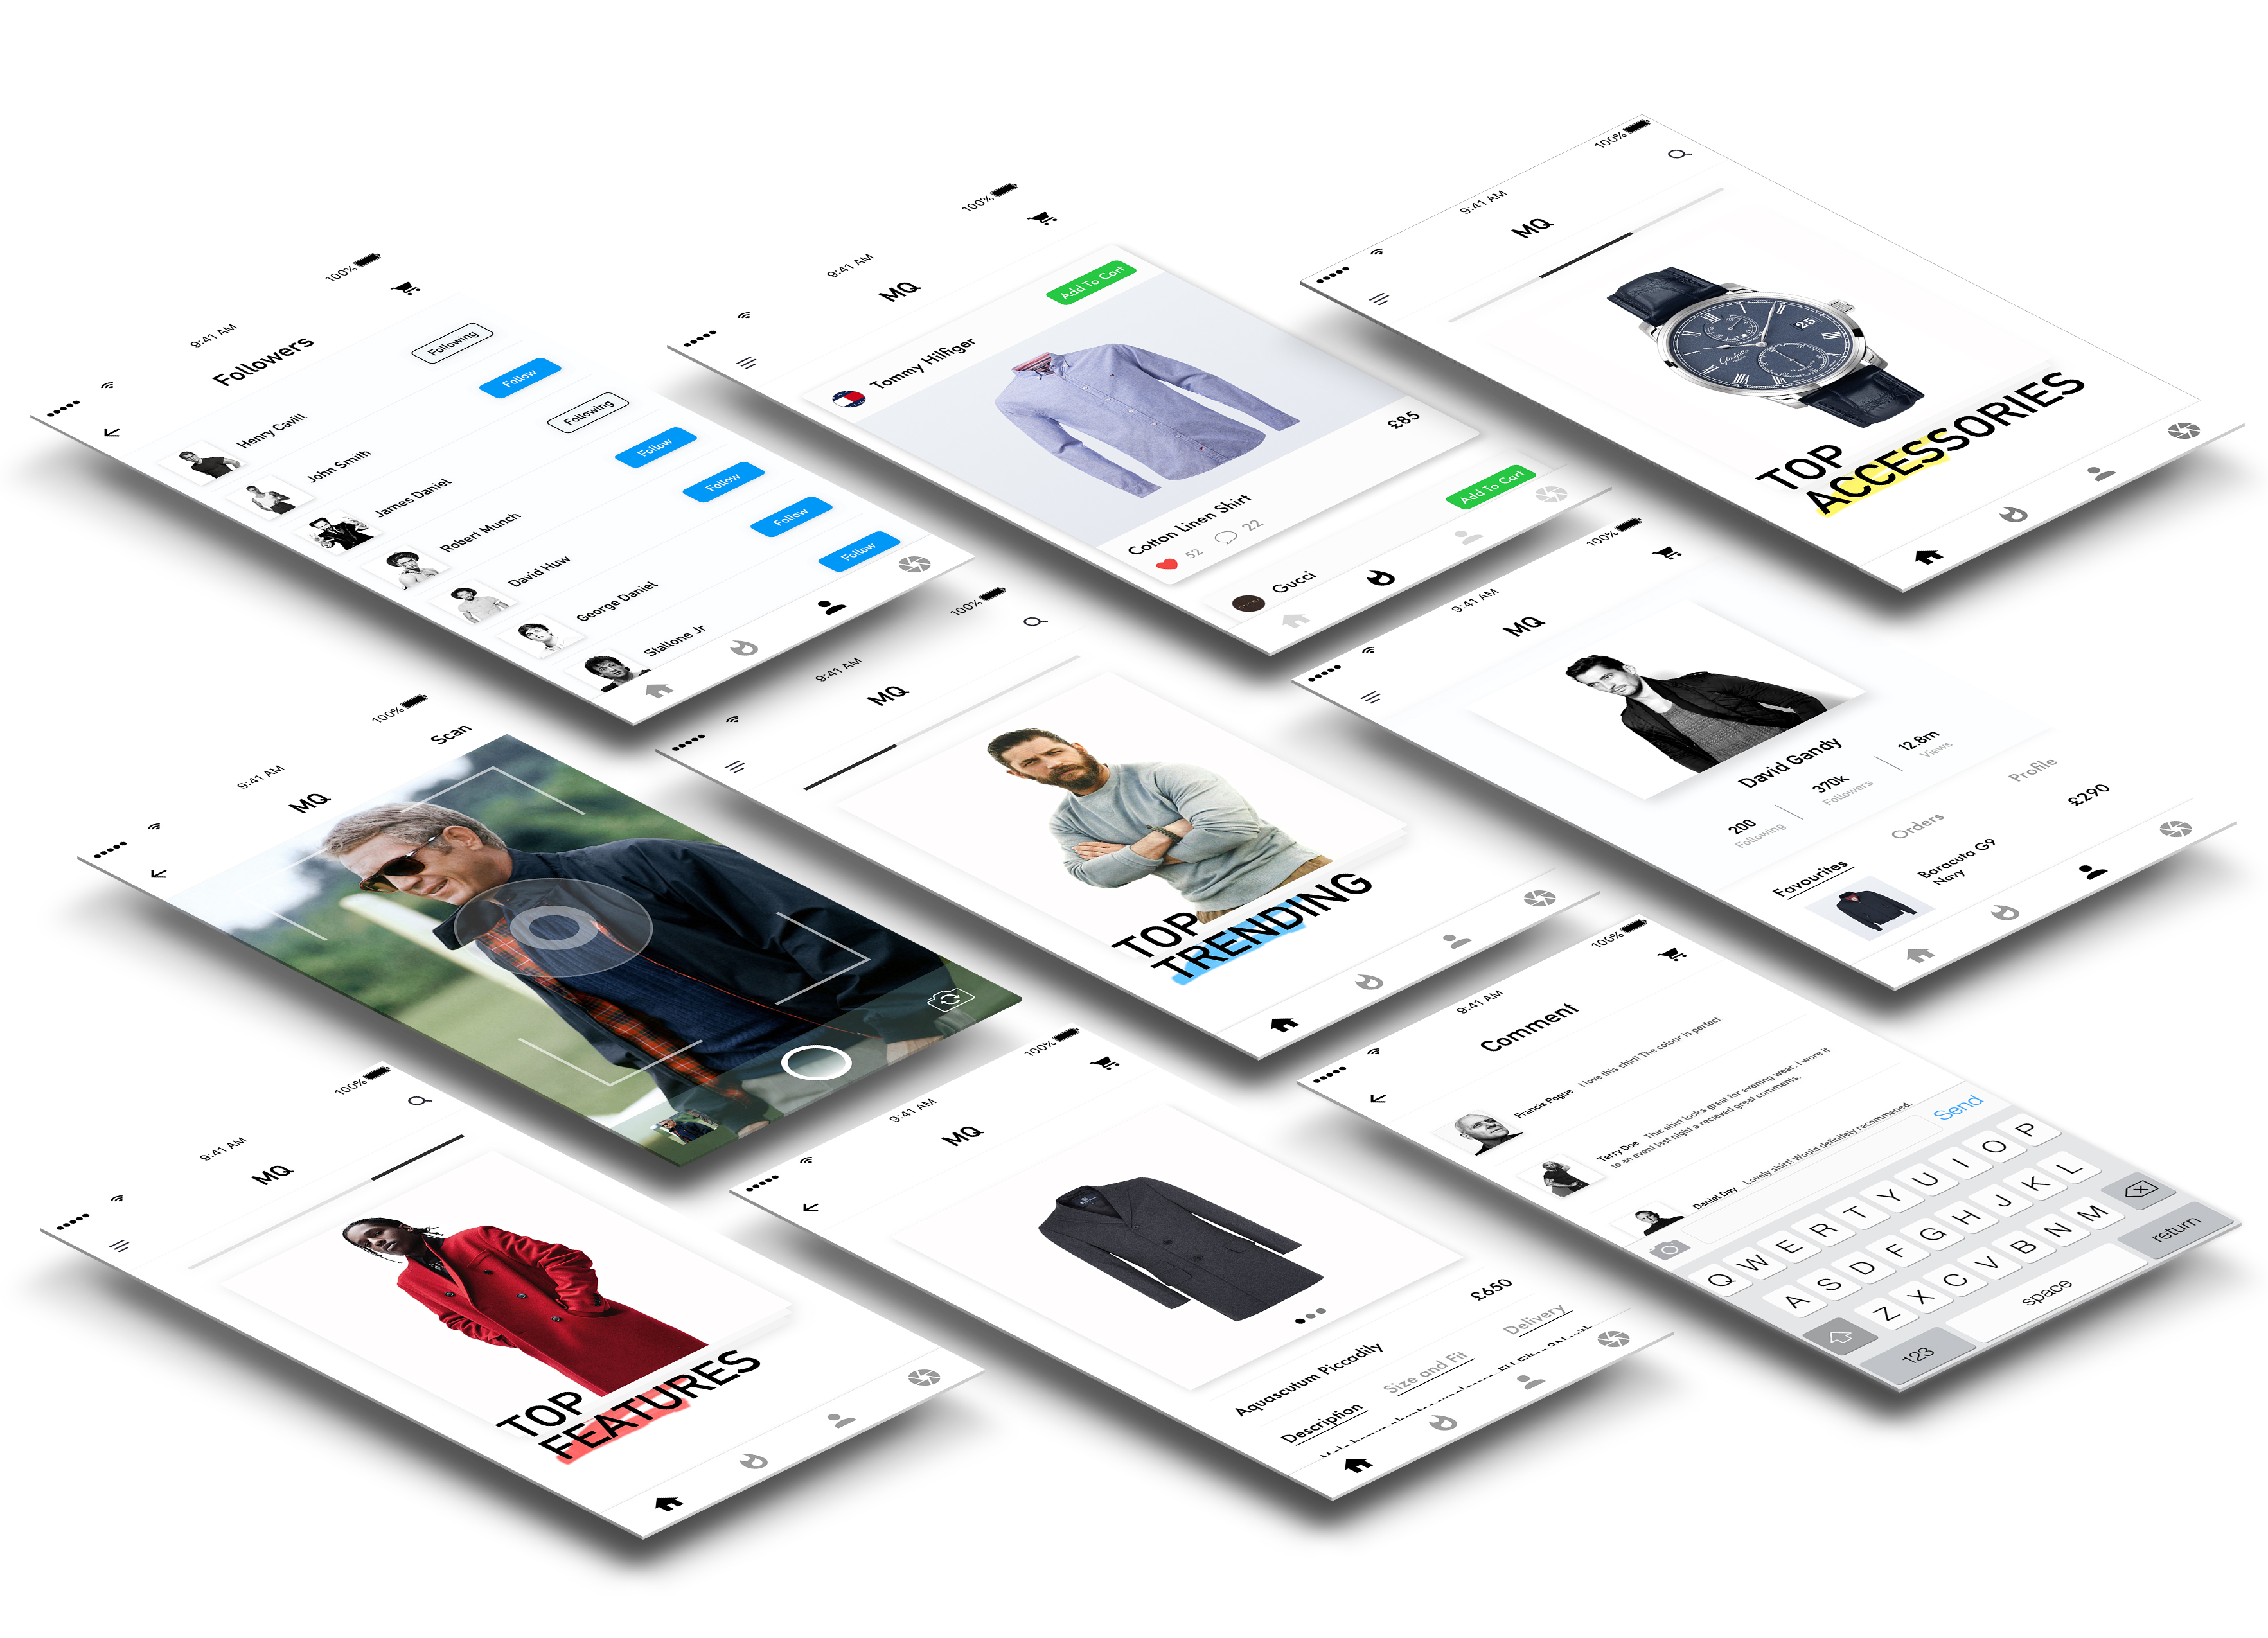 9:41 AM
100%
Followers
Henry Cavill
Following
John Smith
Follow
James Daniel
Following
Robert Munch
Follow
David Huw
Follow
George Daniel
Follow
Stallone Jr
Follow
9:41 AM
100%
MQ
Tommy Hilfiger
Add To Cart
Cotton Linen Shirt
£85
52
22
Gucci
Add To Cart
9:41 AM
100%
MQ
25
TOP
ACCESSORIES
9:41 AM
100%
MQ
Scan
9:41 AM
100%
MQ
TOP
TRENDING
9:41 AM
100%
MQ
David Gandy
200
Following
370k
Followers
12.8m
Views
Favourites
Orders
Profile
Baracuta G9
Navy
£290
9:41 AM
100%
MQ
TOP
FEATURES
9:41 AM
100%
MQ
Aquascutum Piccadily
£650
Description
Size and Fit
Delivery
9:41 AM
100%
Comment
Francis Pogue I love this shirt! The colour is perfect.
Terry Doe This shirt looks great for evening wear. I wore it
to an event last night a recieved great comments.
Daniel Day Lovely shirt! Would definitely recommened.
Send
Q W E R T Y U I O P
A S D F G H J K L
Z X C V B N M
123
space
return